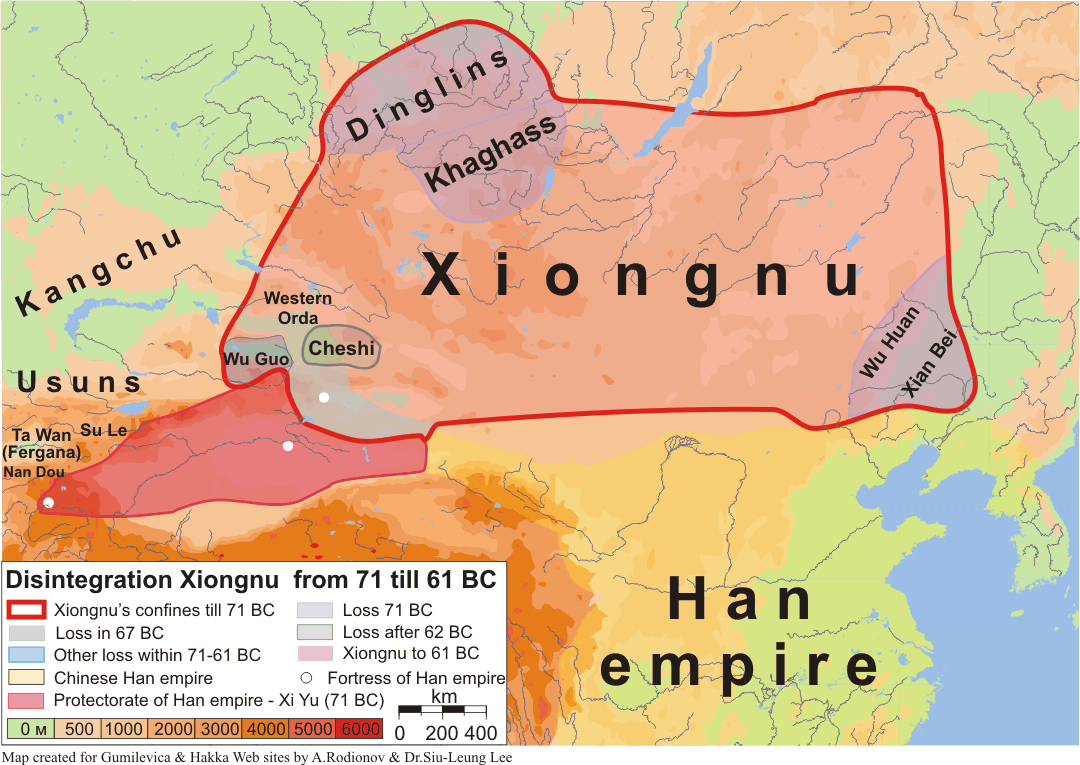 Dinglins
Khaghass
Xiongnu
Kangchu
Western
Orda
Wu Guo
Cheshi
Wu Huan
Xian Bei
Usuns
Ta Wan
(Fergana)
Su Le
Nan Dou
Han
empire
Disintegration Xiongnu from 71 till 61 BC
Xiongnu's confines till 71 BC
Loss in 67 BC
Other loss within 71-61 BC
Chinese Han empire
Protectorate of Han empire - Xi Yu (71 BC)
Loss 71 BC
Loss after 62 BC
Xiongnu to 61 BC
Fortress of Han empire
km
0 200 400
0 м 500 1000 2000 3000 4000 5000 6000
Map created for Gumilevica & Hakka Web sites by A.Rodionov & Dr.Siu-Leung Lee